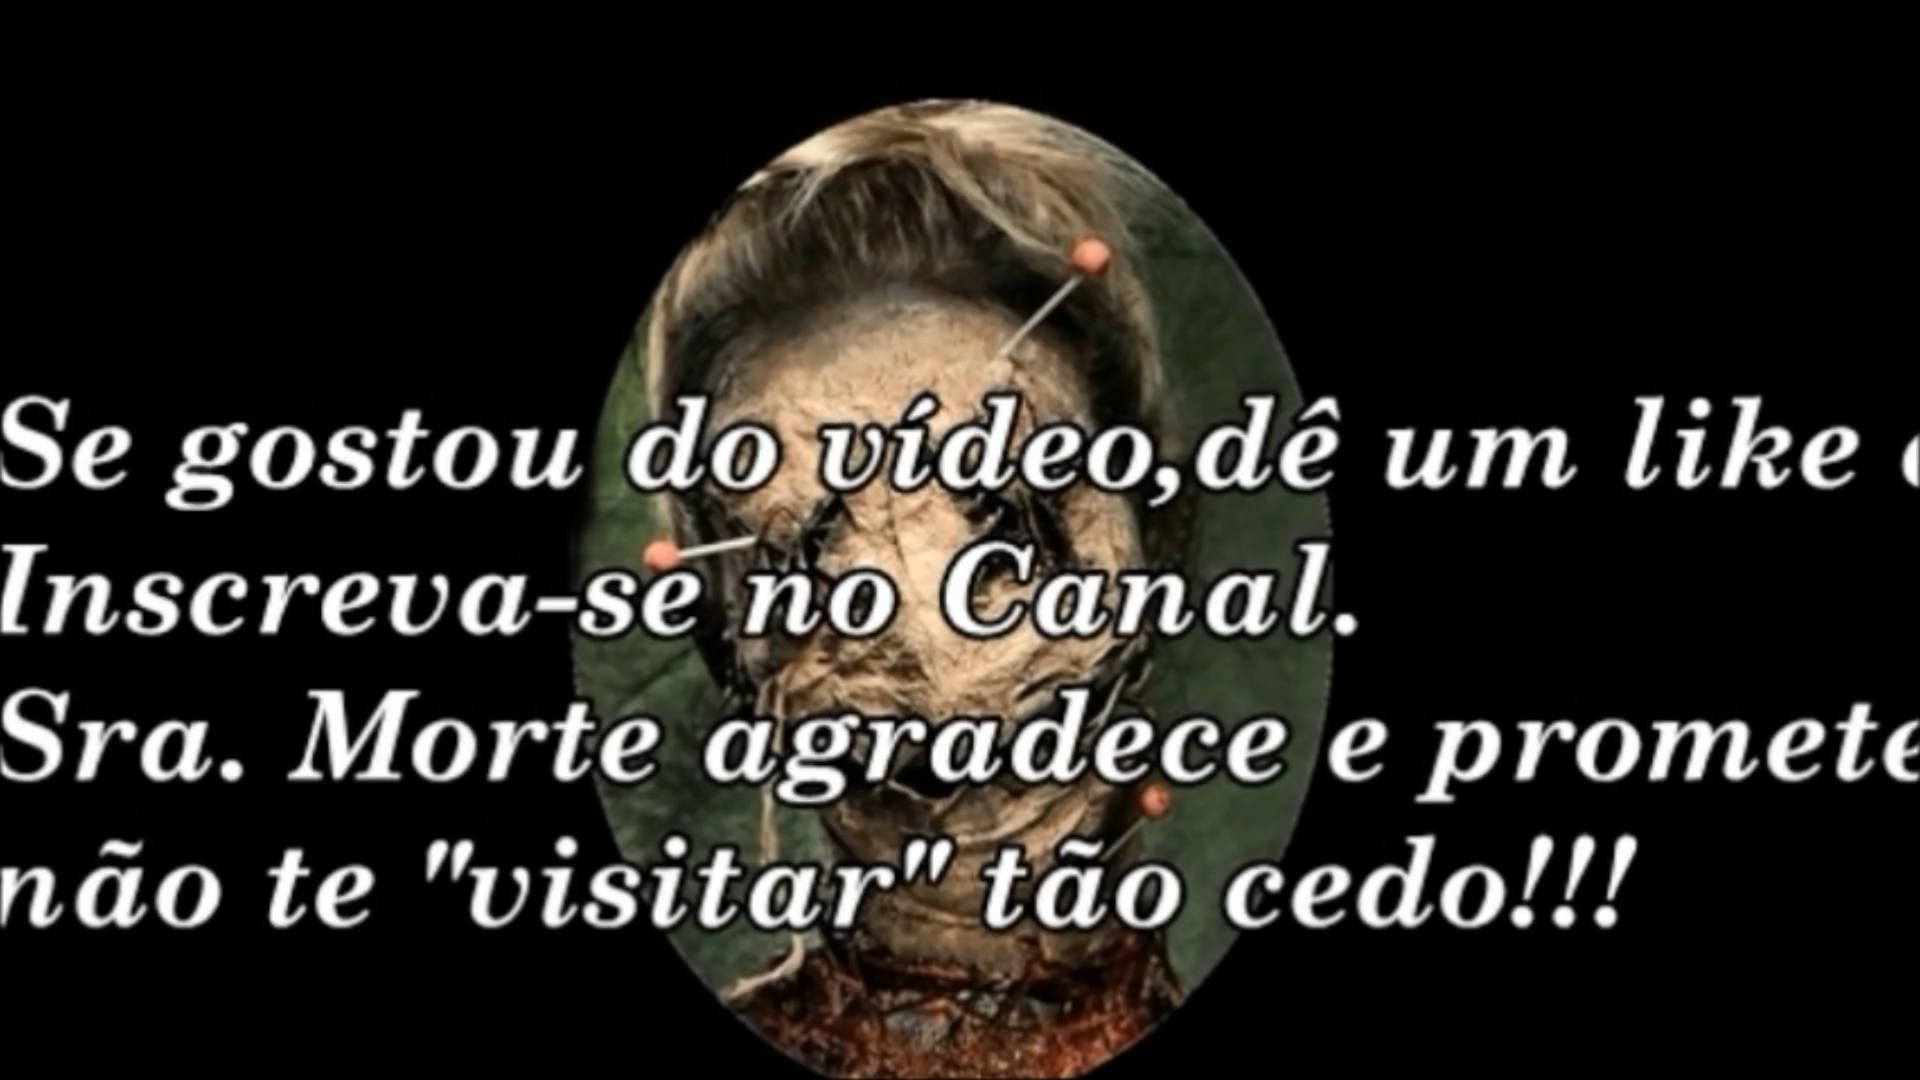 Se gostou do vídeo,dê um like e
Inscreva-se no Canal.
Sra. Morte agradece e promete
não te "visitar" tão cedo!!!